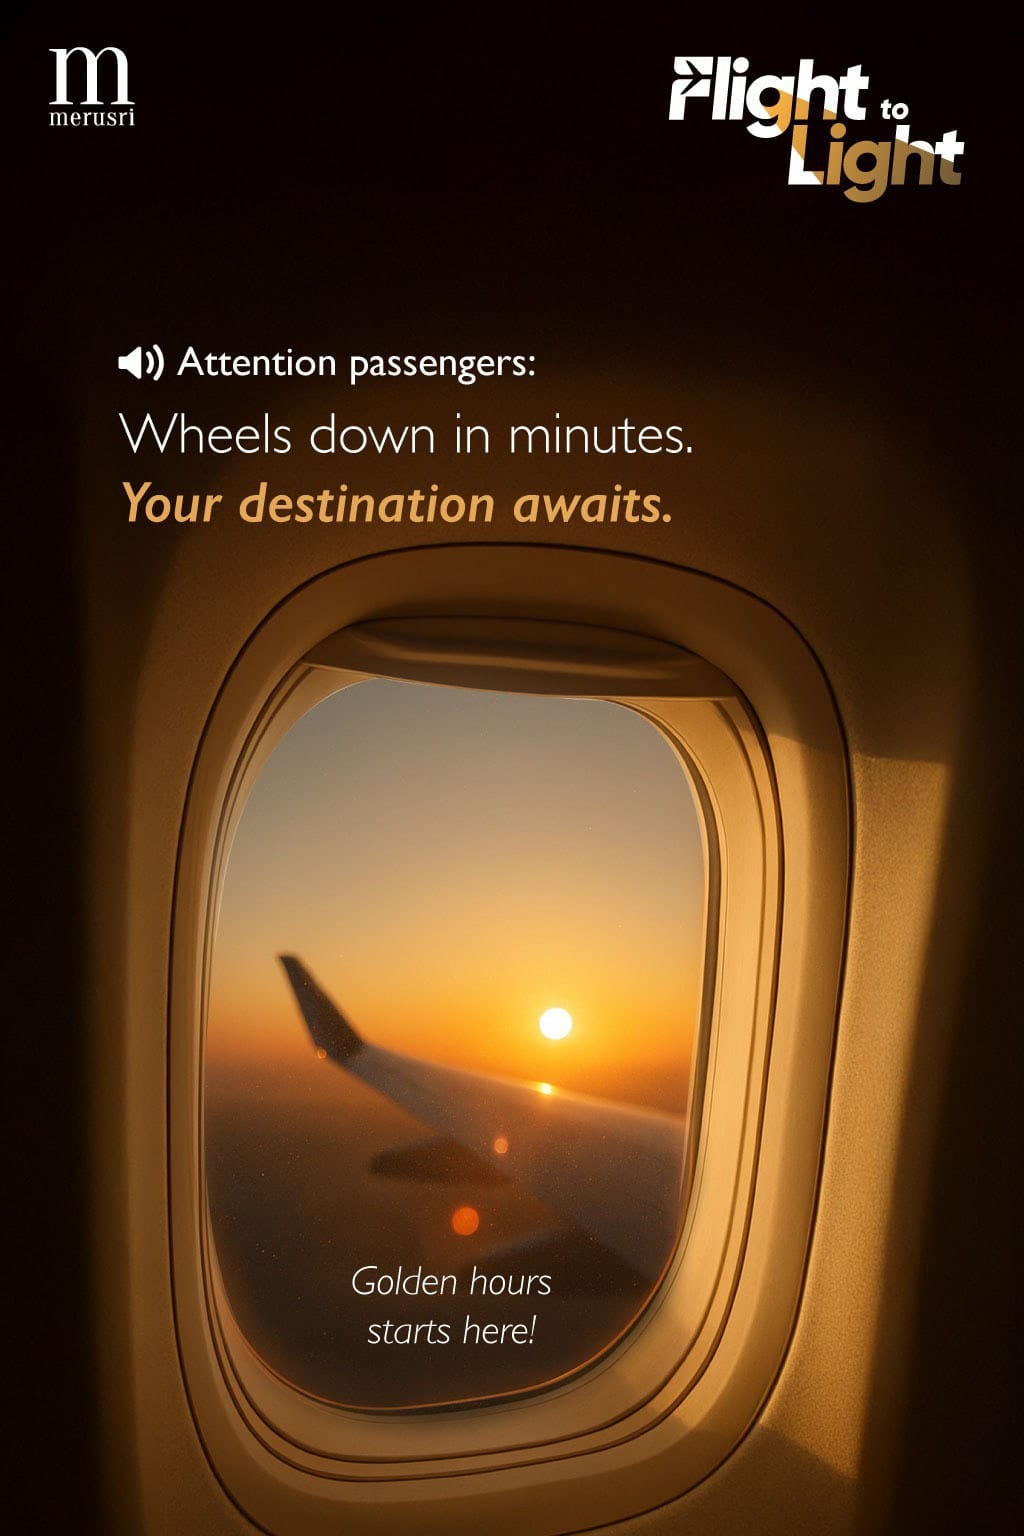 m
merusri
Flight to
Light
Attention passengers:
Wheels down in minutes.
Your destination awaits.
Golden hours
starts here!